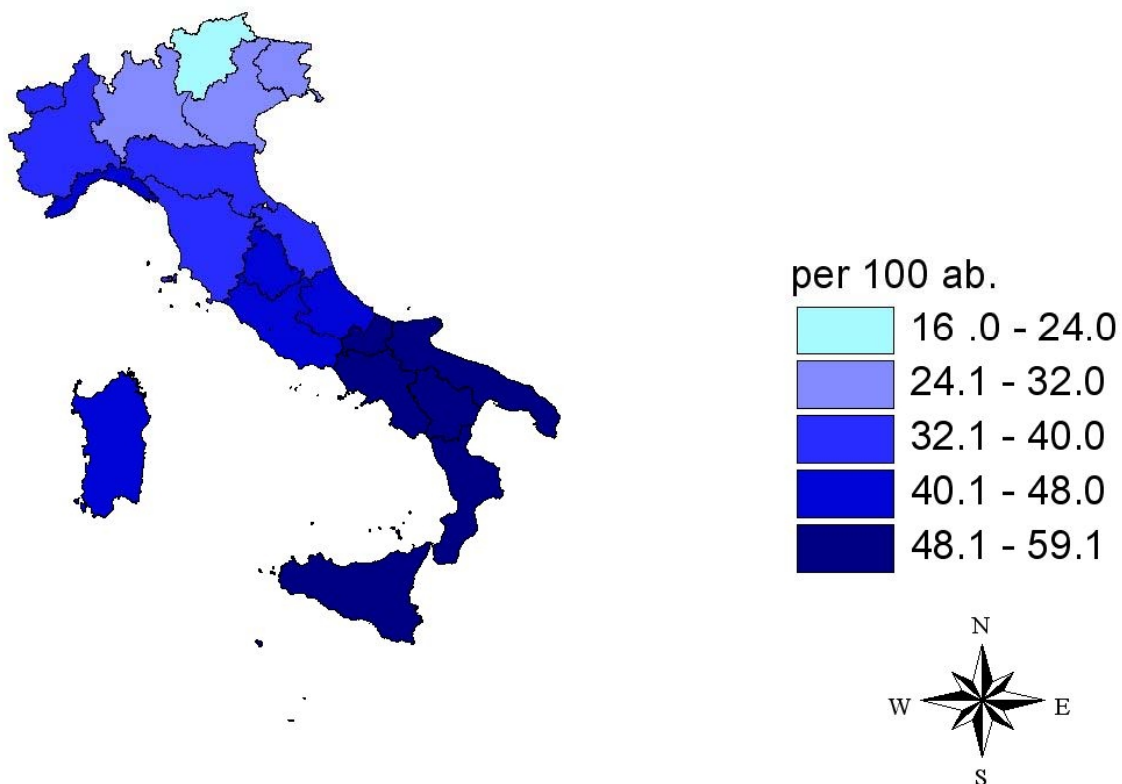 per 100 ab.
16 .0 - 24.0
24.1 - 32.0
32.1 - 40.0
40.1 - 48.0
48.1 - 59.1
N
W E
S